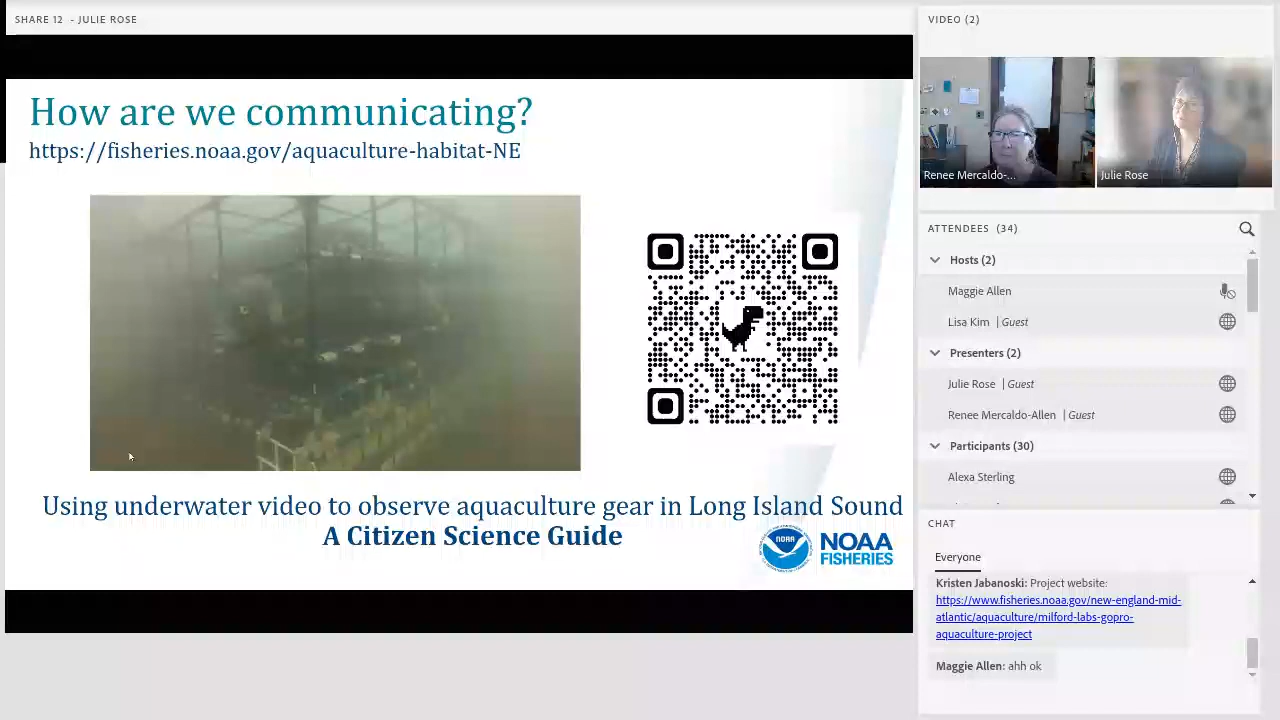 SHARE 12 - JULIE ROSE
How are we communicating?
https://fisheries.noaa.gov/aquaculture-habitat-NE
Using underwater video to observe aquaculture gear in Long Island Sound
A Citizen Science Guide
NOAA
NOAA
FISHERIES
VIDEO (2)
Renee Mercaldo-...
Julie Rose
ATTENDEES (34)
Hosts (2)
Maggie Allen
Lisa Kim | Guest
Presenters (2)
Julie Rose | Guest
Renee Mercaldo-Allen | Guest
Participants (30)
Alexa Sterling
CHAT
Everyone
Kristen Jabanoski: Project website:
https://www.fisheries.noaa.gov/new-england-mid-
atlantic/aquaculture/milford-labs-gopro-
aquaculture-project
Maggie Allen: ahh ok